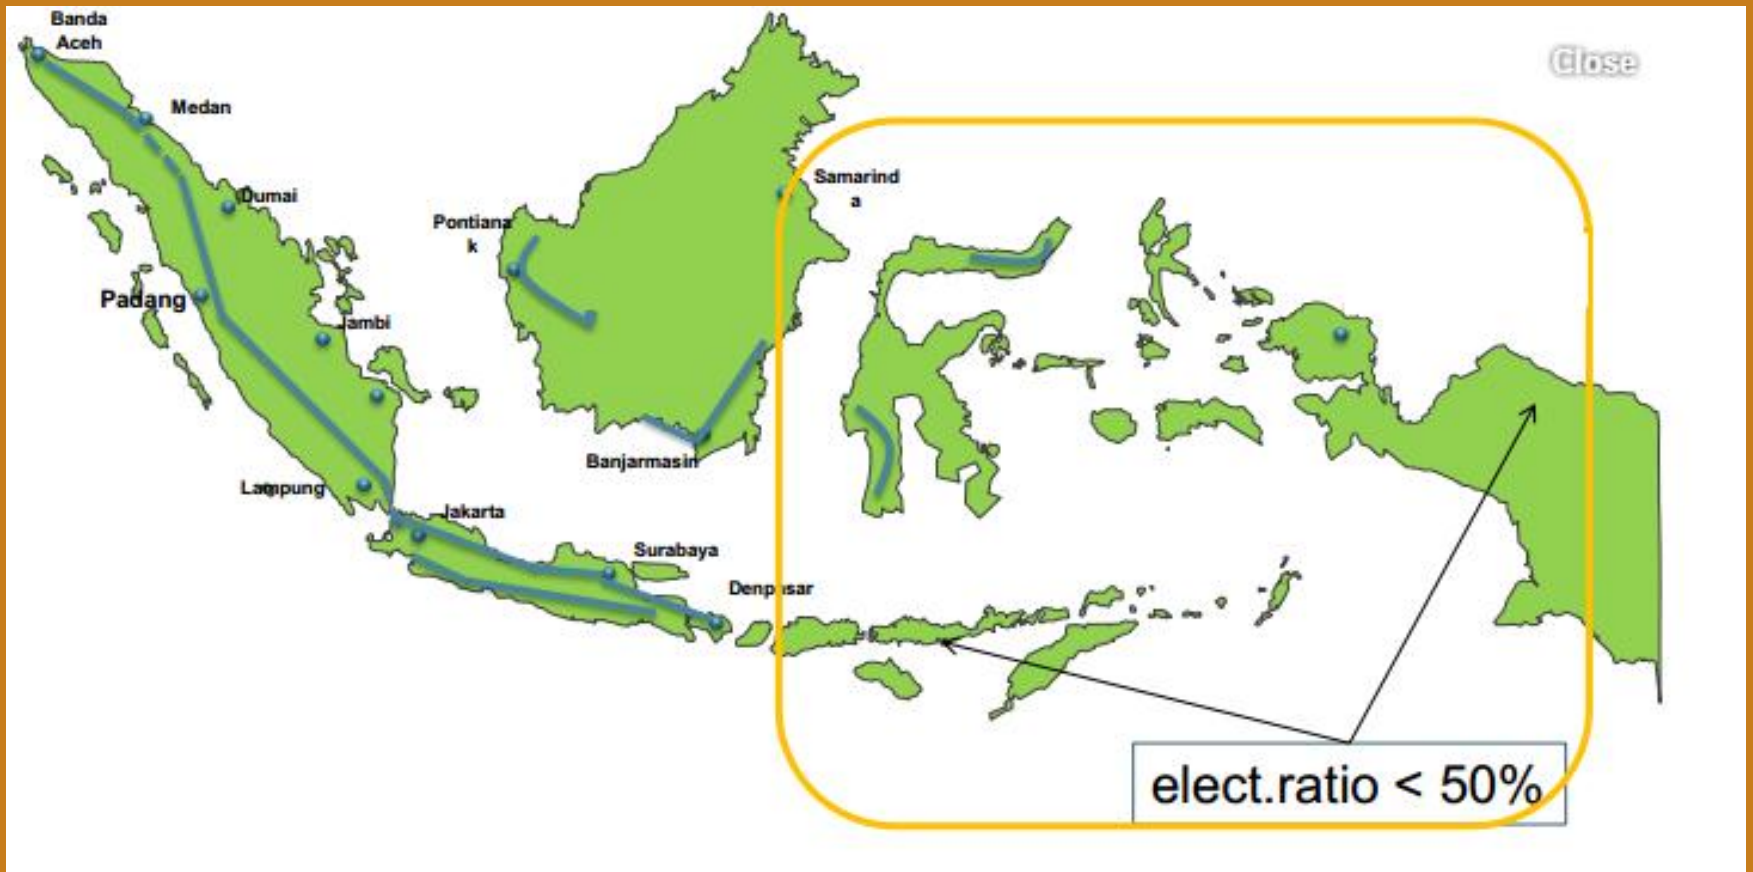 Banda
Aceh
Close
Medan
Samarind
a
Dumai
Pontiana
k
Padang
Jambi
Banjarmasin
Lampung
Jakarta
Surabaya
Denpasar
elect.ratio < 50%